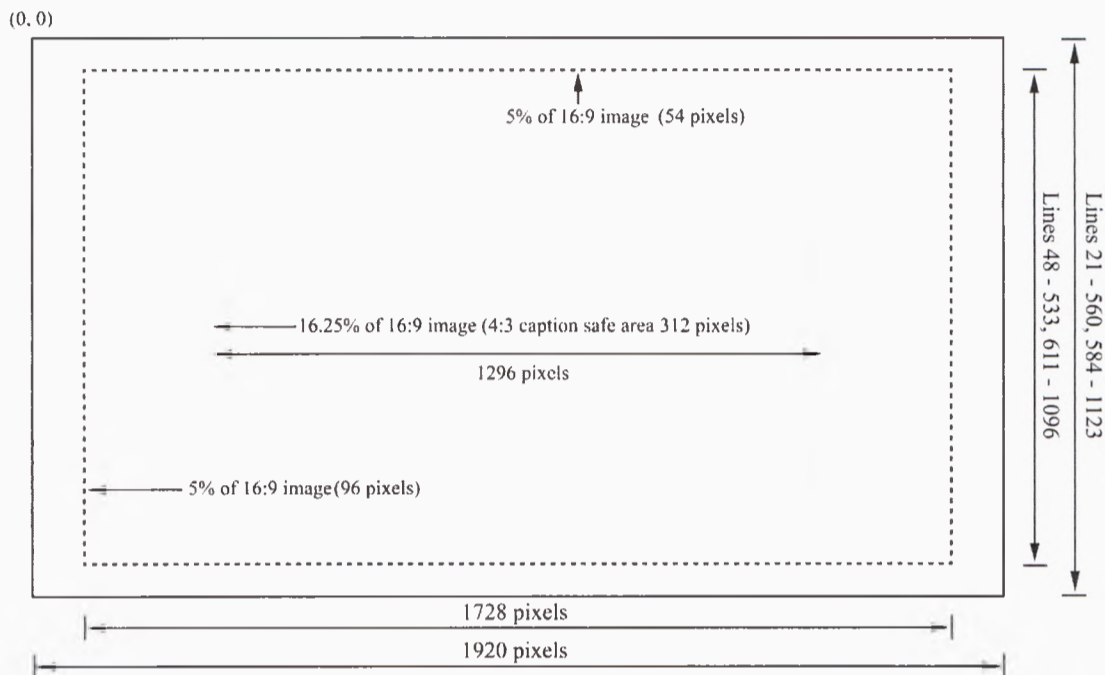 (0, 0)
5% of 16:9 image (54 pixels)
16.25% of 16:9 image (4:3 caption safe area 312 pixels)
1296 pixels
5% of 16:9 image(96 pixels)
Lines 48 - 533, 611 - 1096
Lines 21 - 560, 584 - 1123
1728 pixels
1920 pixels